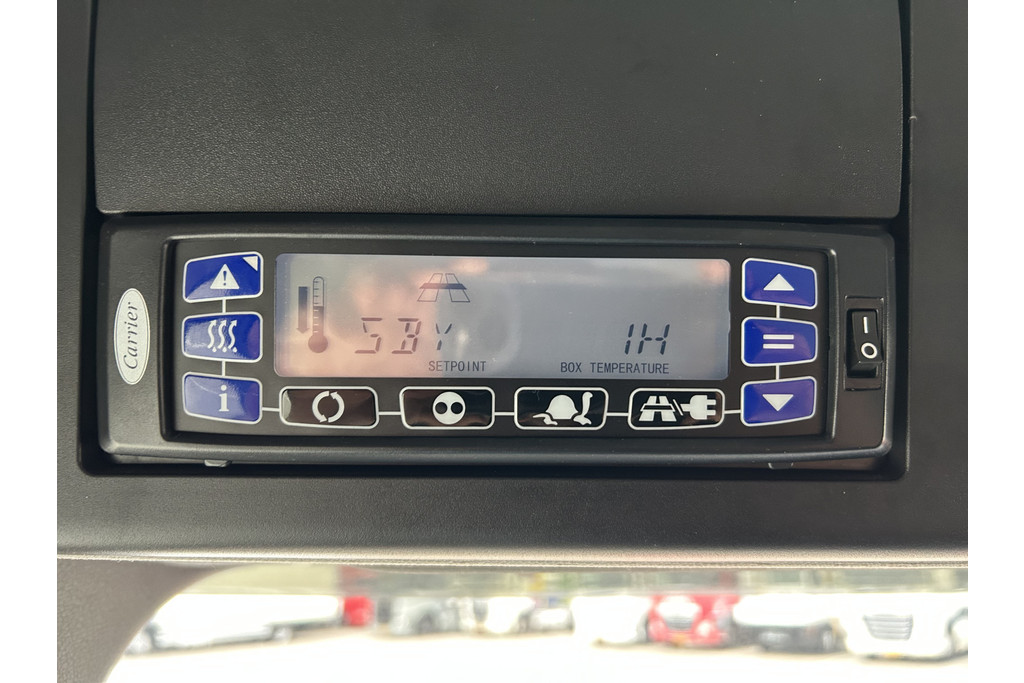 Carrier
SBY 1H
SETPOINT BOX TEMPERATURE
i
I
O